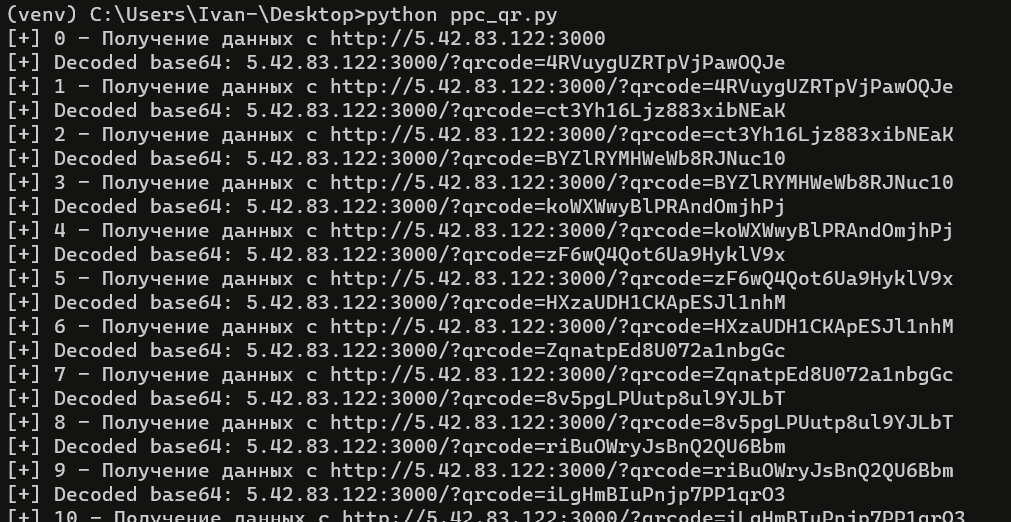 (venv) C:\Users\Ivan-\Desktop>python ppc_qr.py
[+] 0 - Получение данных с http://5.42.83.122:3000
[+] Decoded base64: 5.42.83.122:3000/?qrcode=4RVuygUZRTpVjPawOQJe
[+] 1 - Получение данных с http://5.42.83.122:3000/?qrcode=4RVuygUZRTpVjPawOQJe
[+] Decoded base64: 5.42.83.122:3000/?qrcode=ct3Yh16Ljz883xibNEaK
[+] 2 - Получение данных с http://5.42.83.122:3000/?qrcode=ct3Yh16Ljz883xibNEaK
[+] Decoded base64: 5.42.83.122:3000/?qrcode=BYZlRYMHWeWb8RJNuc10
[+] 3 - Получение данных с http://5.42.83.122:3000/?qrcode=BYZlRYMHWeWb8RJNuc10
[+] Decoded base64: 5.42.83.122:3000/?qrcode=koWXWwyBlPRAndOmjhPj
[+] 4 - Получение данных с http://5.42.83.122:3000/?qrcode=koWXWwyBlPRAndOmjhPj
[+] Decoded base64: 5.42.83.122:3000/?qrcode=zF6wQ4Qot6Ua9HyklV9x
[+] 5 - Получение данных с http://5.42.83.122:3000/?qrcode=zF6wQ4Qot6Ua9HyklV9x
[+] Decoded base64: 5.42.83.122:3000/?qrcode=HXzaUDH1CKApESJl1nhM
[+] 6 - Получение данных с http://5.42.83.122:3000/?qrcode=HXzaUDH1CKApESJl1nhM
[+] Decoded base64: 5.42.83.122:3000/?qrcode=ZqnatpEd8U072a1nbgGc
[+] 7 - Получение данных с http://5.42.83.122:3000/?qrcode=ZqnatpEd8U072a1nbgGc
[+] Decoded base64: 5.42.83.122:3000/?qrcode=8v5pgLPUutp8ul9YJLbT
[+] 8 - Получение данных с http://5.42.83.122:3000/?qrcode=8v5pgLPUutp8ul9YJLbT
[+] Decoded base64: 5.42.83.122:3000/?qrcode=riBuOWryJsBnQ2QU6Bbm
[+] 9 - Получение данных с http://5.42.83.122:3000/?qrcode=riBuOWryJsBnQ2QU6Bbm
[+] Decoded base64: 5.42.83.122:3000/?qrcode=iLgHmBIuPnjp7PP1qrO3
[+] 10 - Получение данных с http://5.42.83.122:3000/?qrcode=iLgHmBIuPnjp7PP1qrO3